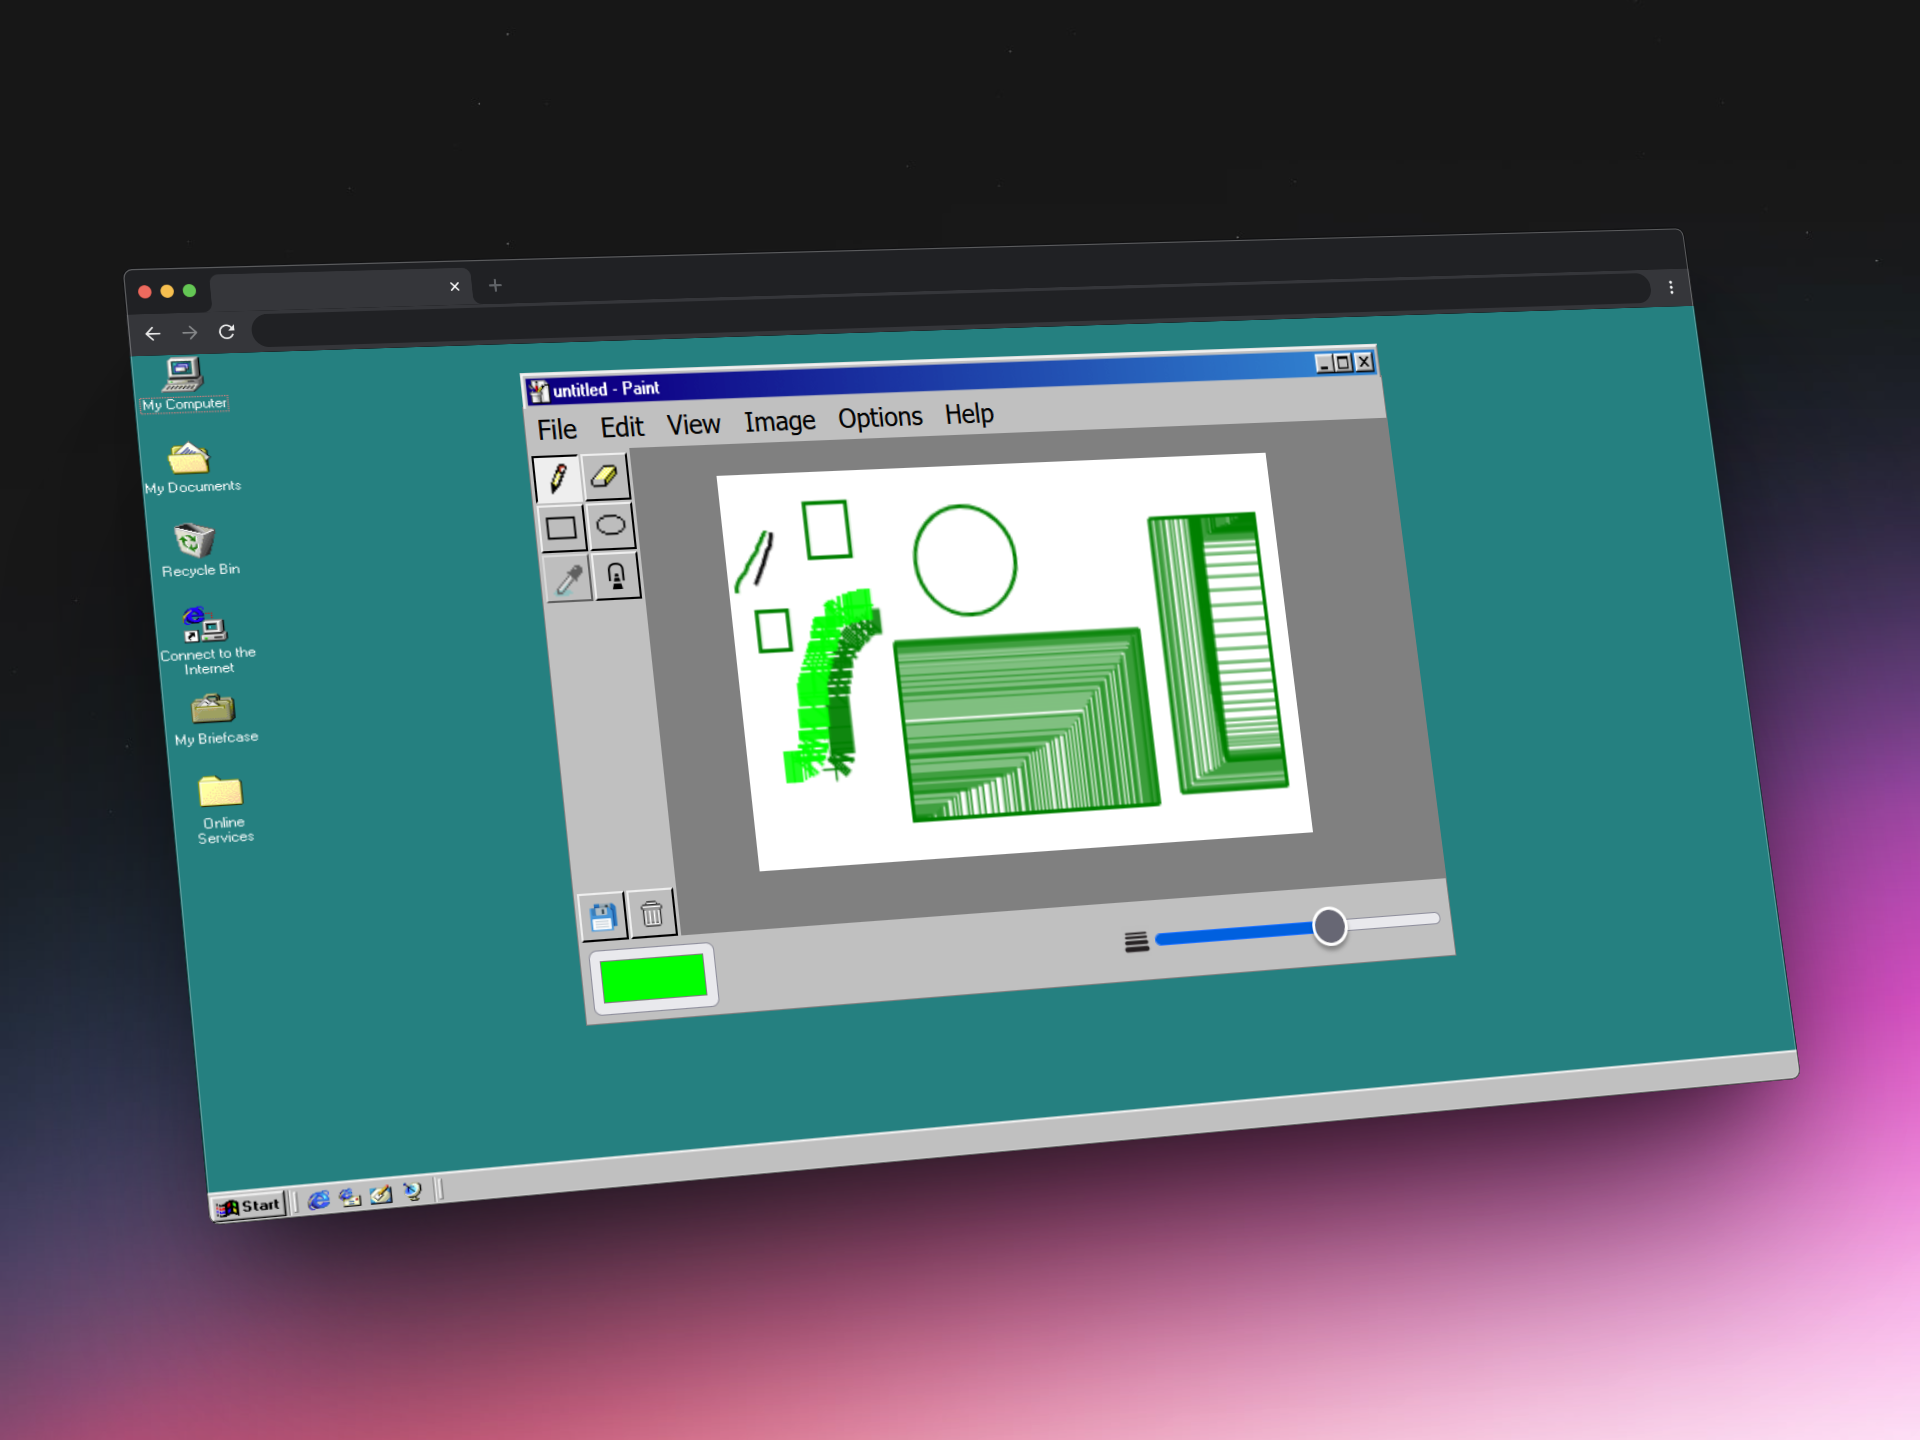 My Computer
My Documents
Recycle Bin
Connect to the
Internet
My Briefcase
Online
Services
untitled - Paint
File Edit View Image Options Help
Start